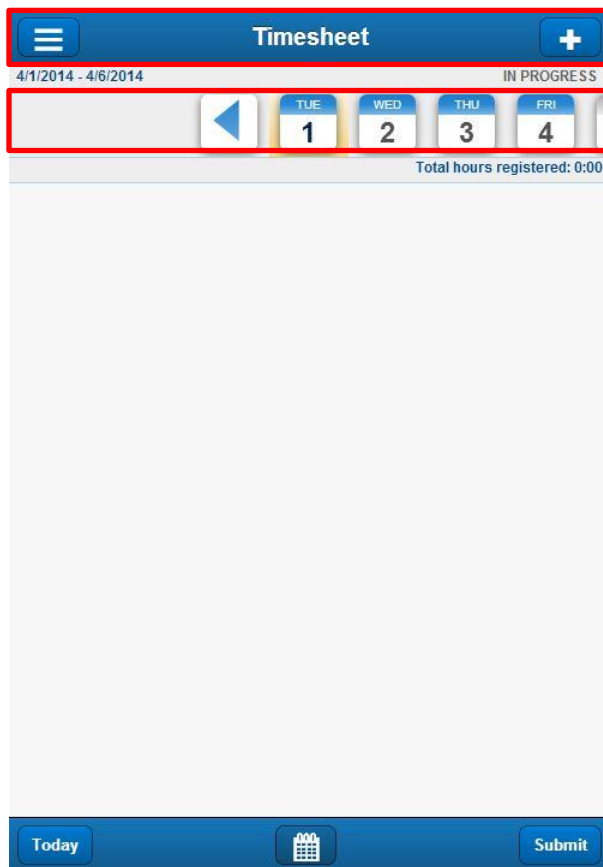 Timesheet
4/1/2014 - 4/6/2014 IN PROGRESS
TUE WED THU FRI
1 2 3 4
Total hours registered: 0:00
Today Submit